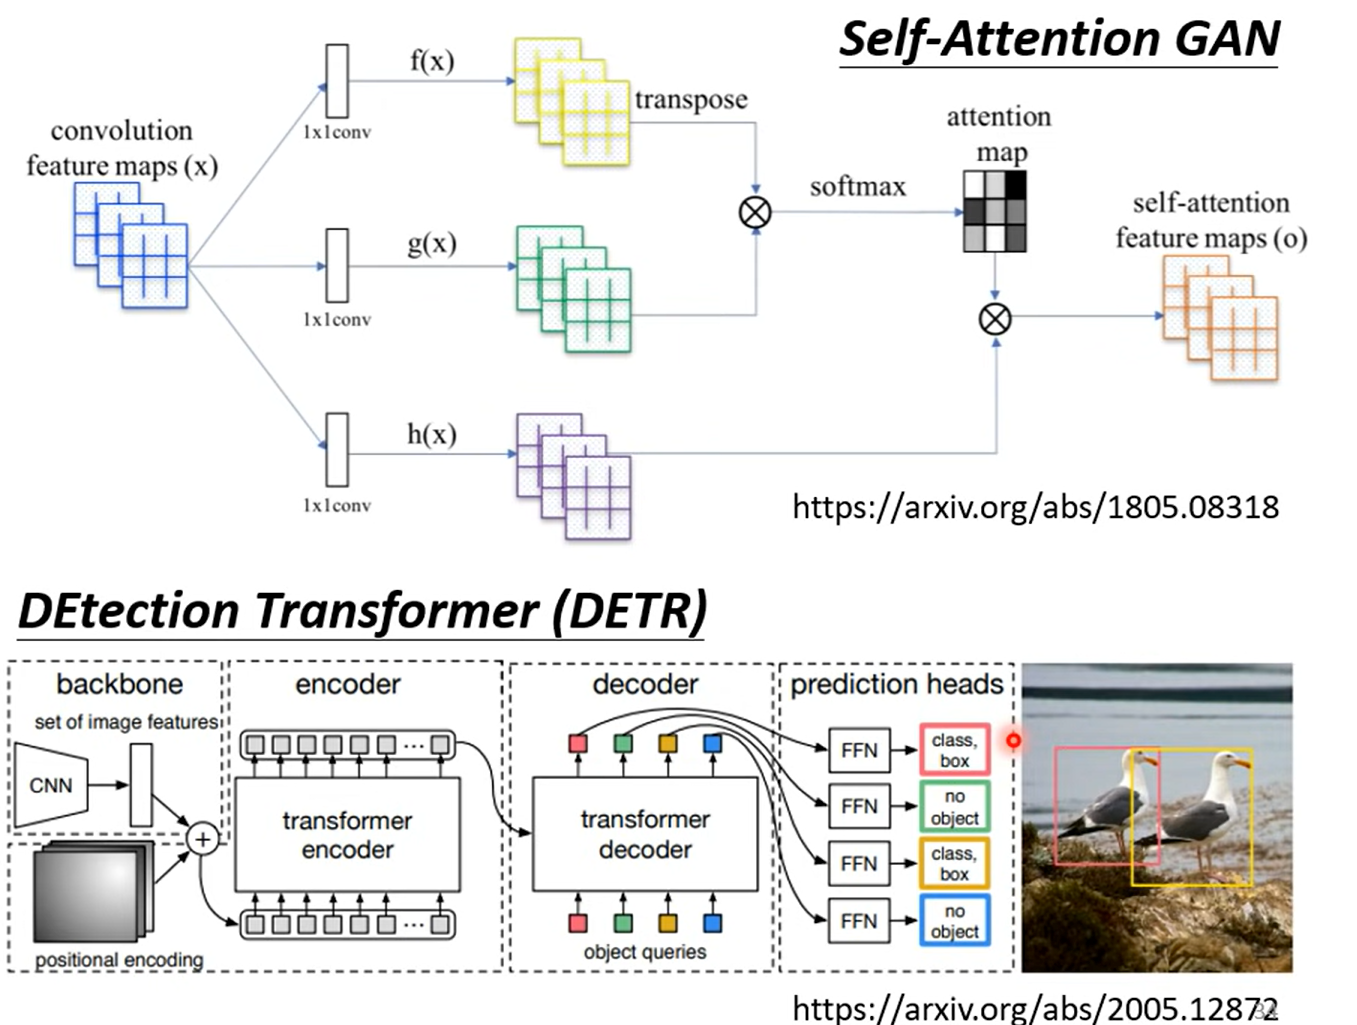 Self-Attention GAN
convolution
feature maps (x)
f(x)
1x1conv
transpose
g(x)
1x1conv
h(x)
1x1conv
softmax
attention
map
self-attention
feature maps (o)
https://arxiv.org/abs/1805.08318
DEtection Transformer (DETR)
backbone
set of image features
CNN
+
positional encoding
encoder
...
transformer
encoder
...
decoder
transformer
decoder
object queries
prediction heads
FFN
class,
box
FFN
no
object
FFN
class,
box
FFN
no
object
https://arxiv.org/abs/2005.12872
34